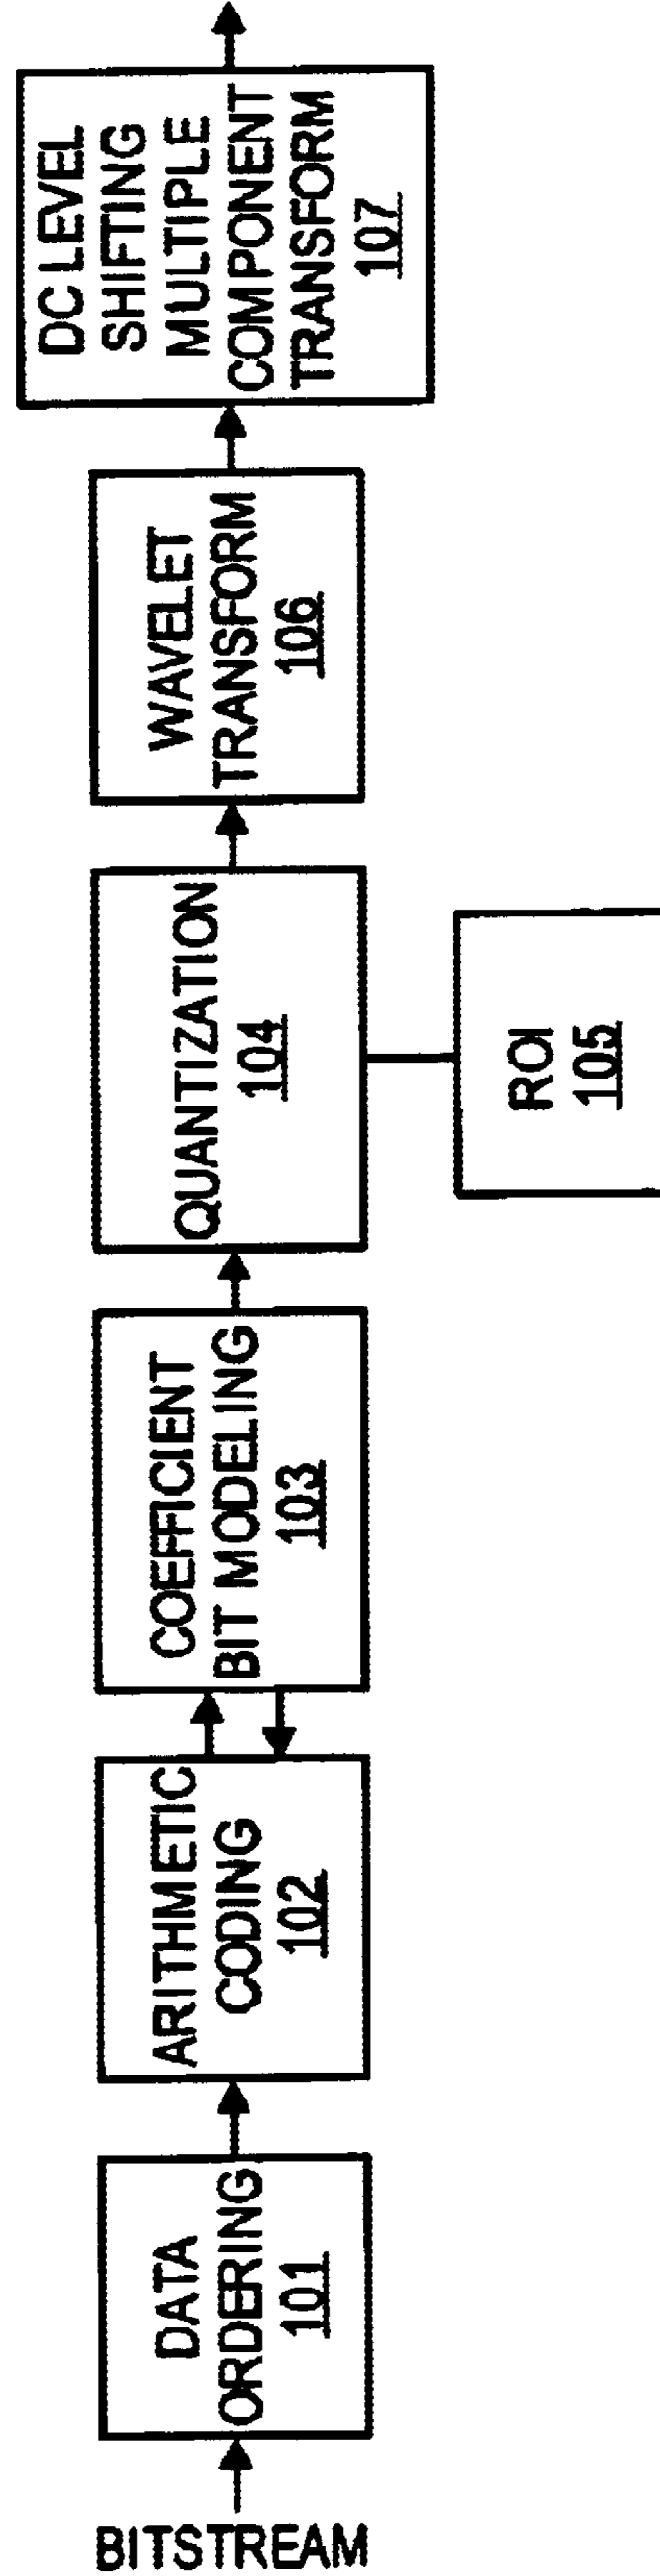 BITSTREAM
DATA
ORDERING
101
ARITHMETIC
CODING
102
COEFFICIENT
BIT MODELING
103
QUANTIZATION
104
ROI
105
WAVELET
TRANSFORM
106
DC LEVEL
SHIFTING
MULTIPLE
COMPONENT
TRANSFORM
107